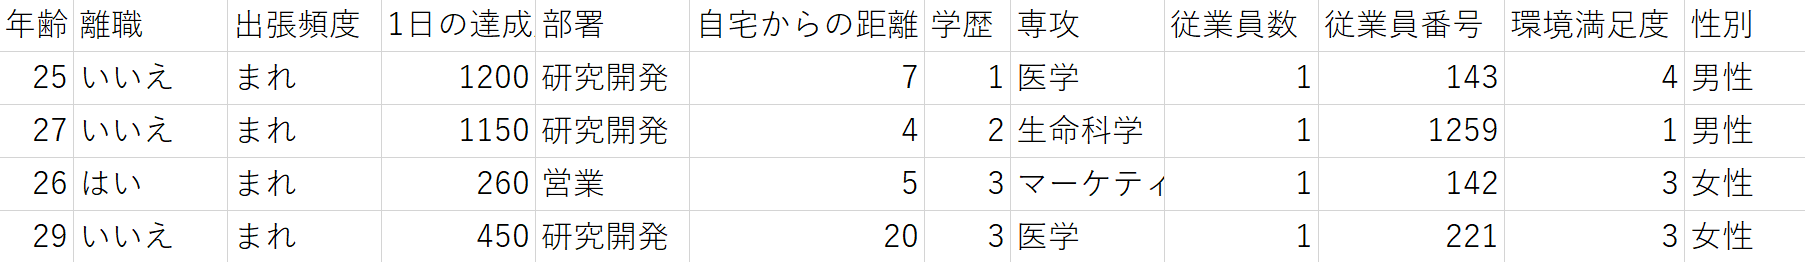 年齢 離職 出張頻度 1日の達成 部署 自宅からの距離 学歴 専攻 従業員数 従業員番号 環境満足度 性別
25 いいえ まれ 1200 研究開発 7 1 医学 1 143 4 男性
27 いいえ まれ 1150 研究開発 4 2 生命科学 1 1259 1 男性
26 はい まれ 260 営業 5 3 マーケティ 1 142 3 女性
29 いいえ まれ 450 研究開発 20 3 医学 1 221 3 女性